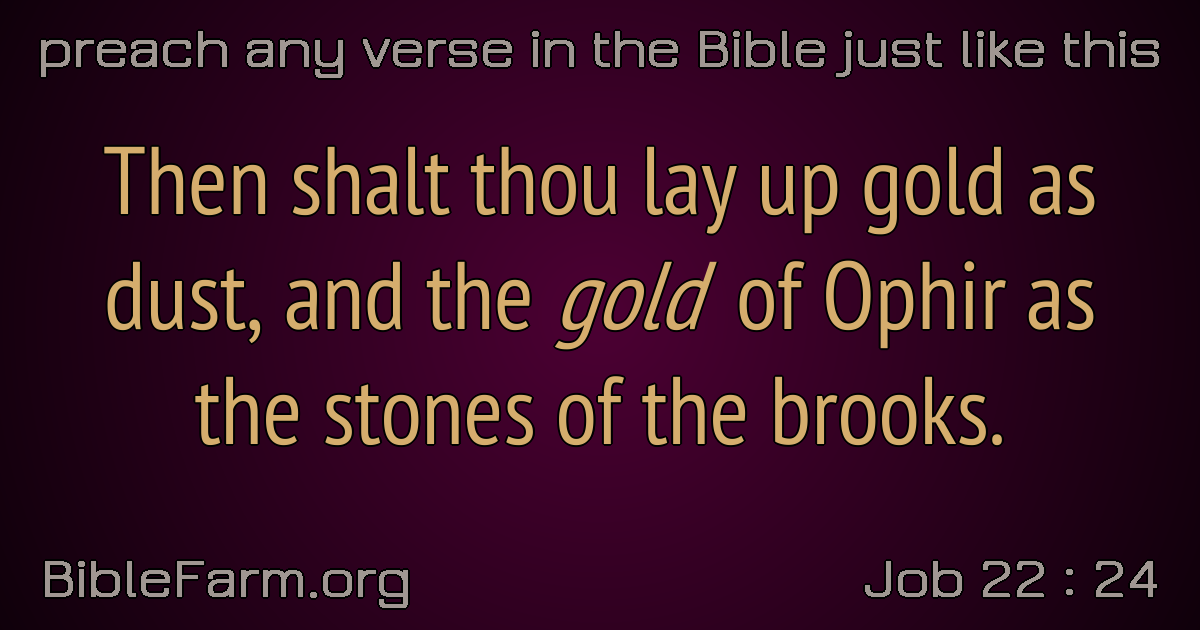 preach any verse in the Bible just like this
Then shalt thou lay up gold as
dust, and the gold of Ophir as
the stones of the brooks.
BibleFarm.org
Job 22 : 24